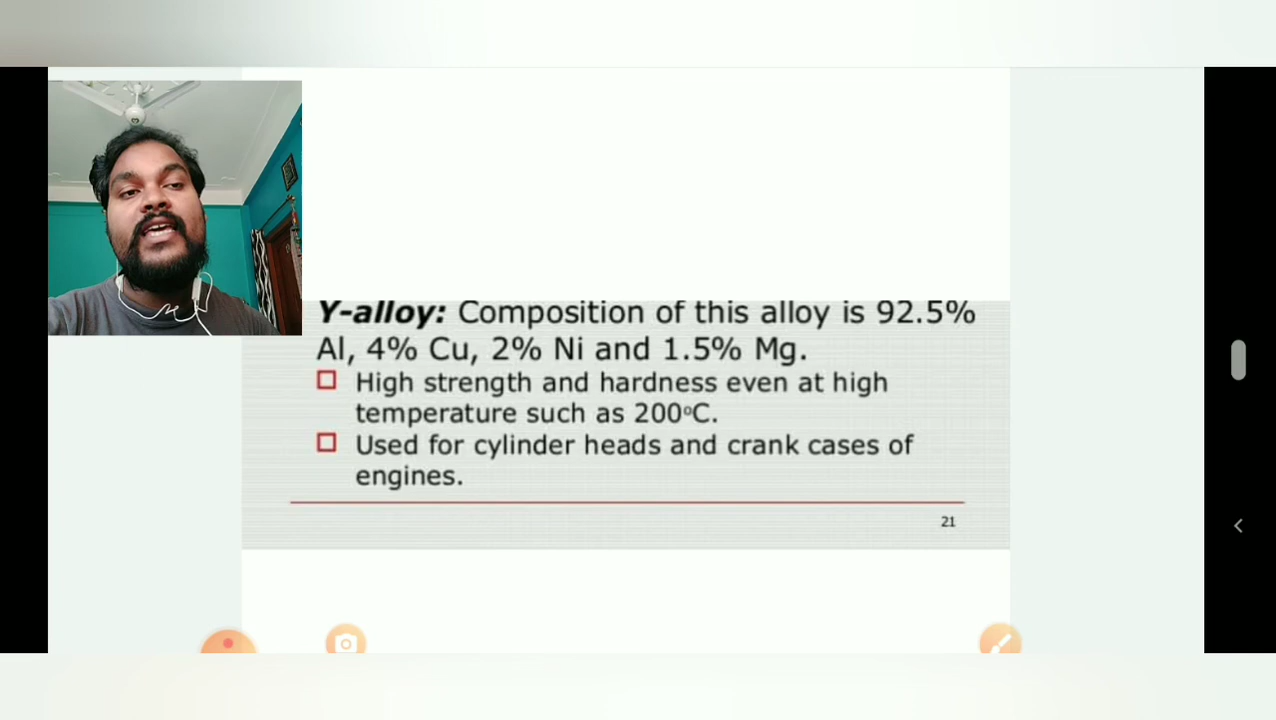 Y-alloy: Composition of this alloy is 92.5%
Al, 4% Cu, 2% Ni and 1.5% Mg.
High strength and hardness even at high
temperature such as 200°C.
Used for cylinder heads and crank cases of
engines.
21